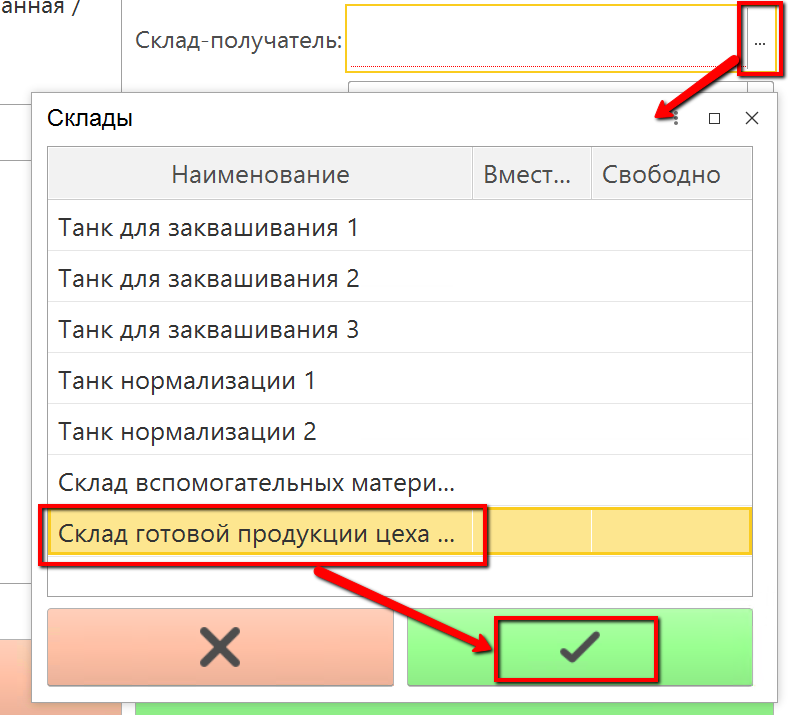 анная /
Склад-получатель:
...
Склады
Наименование Вмест... Свободно
Танк для заквашивания 1
Танк для заквашивания 2
Танк для заквашивания 3
Танк нормализации 1
Танк нормализации 2
Склад вспомогательных матери...
Склад готовой продукции цеха ...